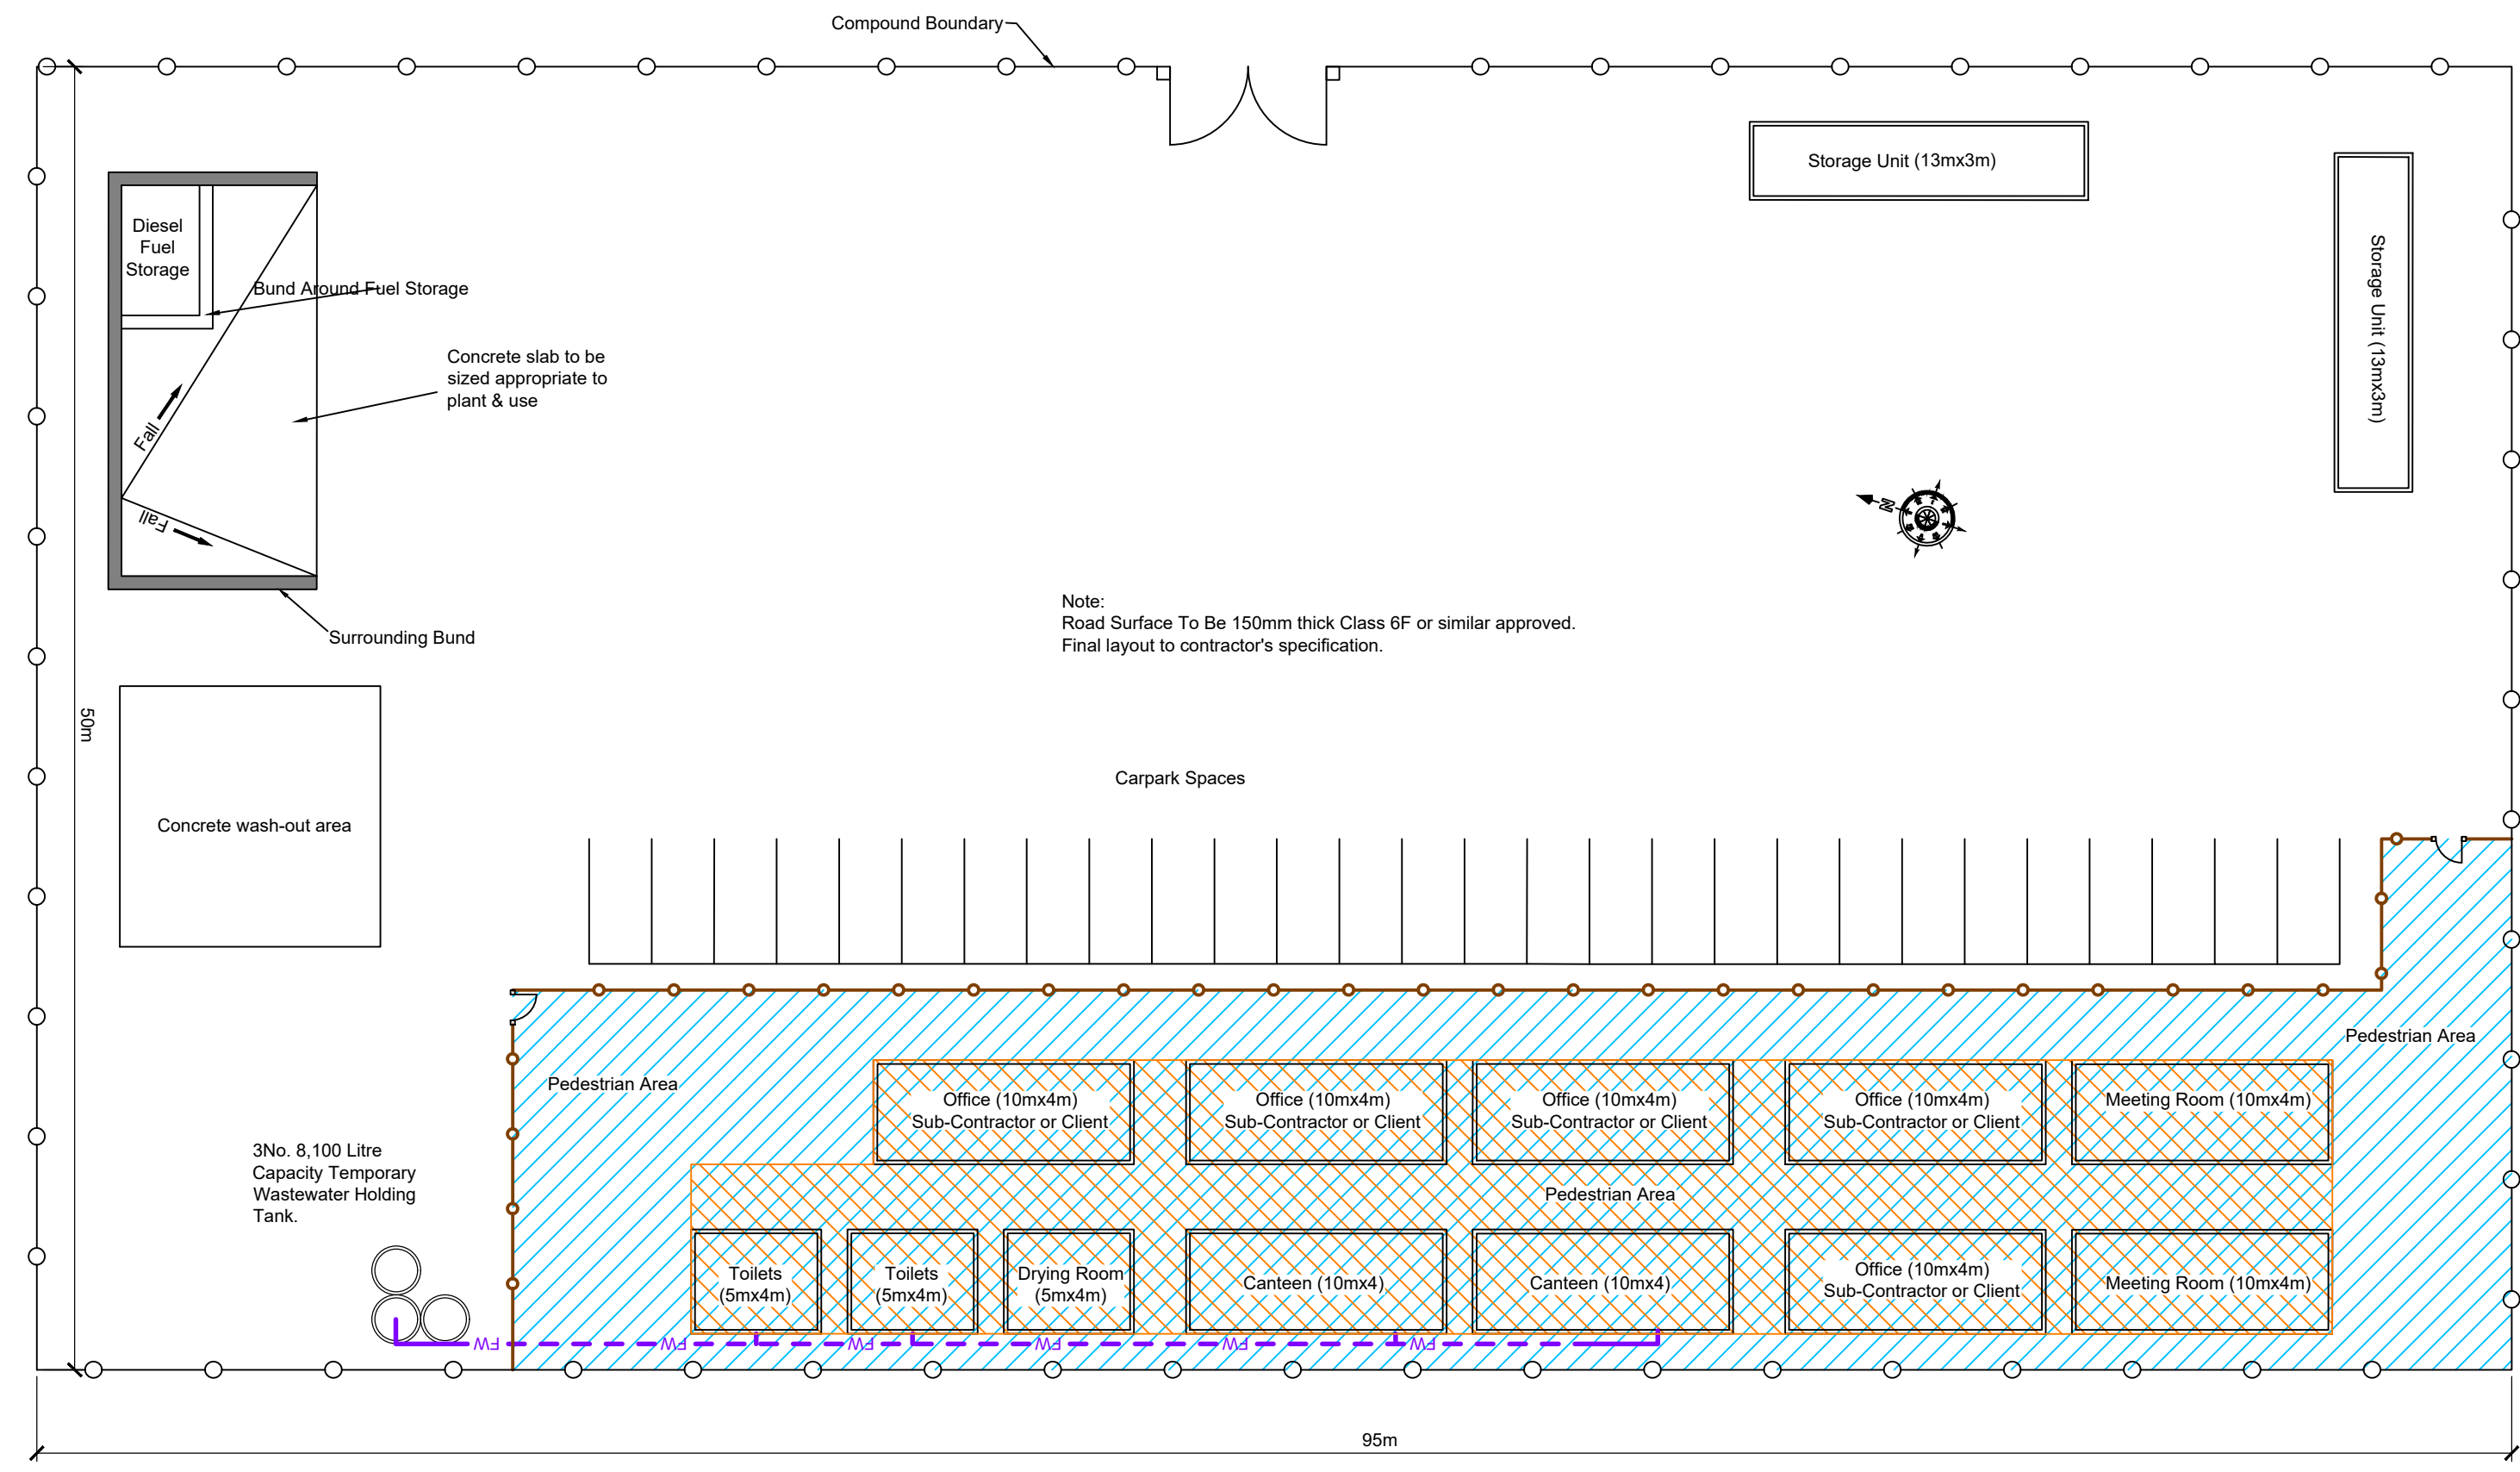 Compound Boundary
Storage Unit (13mx3m)
Storage Unit (13mx3m)
Diesel
Fuel
Storage
Bund Around Fuel Storage
Concrete slab to be
sized appropriate to
plant & use
Fall
Fall
N
Surrounding Bund
Note:
Road Surface To Be 150mm thick Class 6F or similar approved.
Final layout to contractor's specification.
50m
Carpark Spaces
Concrete wash-out area
Pedestrian Area
Pedestrian Area
Office (10mx4m)
Sub-Contractor or Client
Office (10mx4m)
Sub-Contractor or Client
Office (10mx4m)
Sub-Contractor or Client
Office (10mx4m)
Sub-Contractor or Client
Meeting Room (10mx4m)
3No. 8,100 Litre
Capacity Temporary
Wastewater Holding
Tank.
Pedestrian Area
Toilets
(5mx4m)
Toilets
(5mx4m)
Drying Room
(5mx4m)
Canteen (10mx4)
Canteen (10mx4)
Office (10mx4m)
Sub-Contractor or Client
Meeting Room (10mx4m)
FW
FW
FW
FW
FW
FW
95m